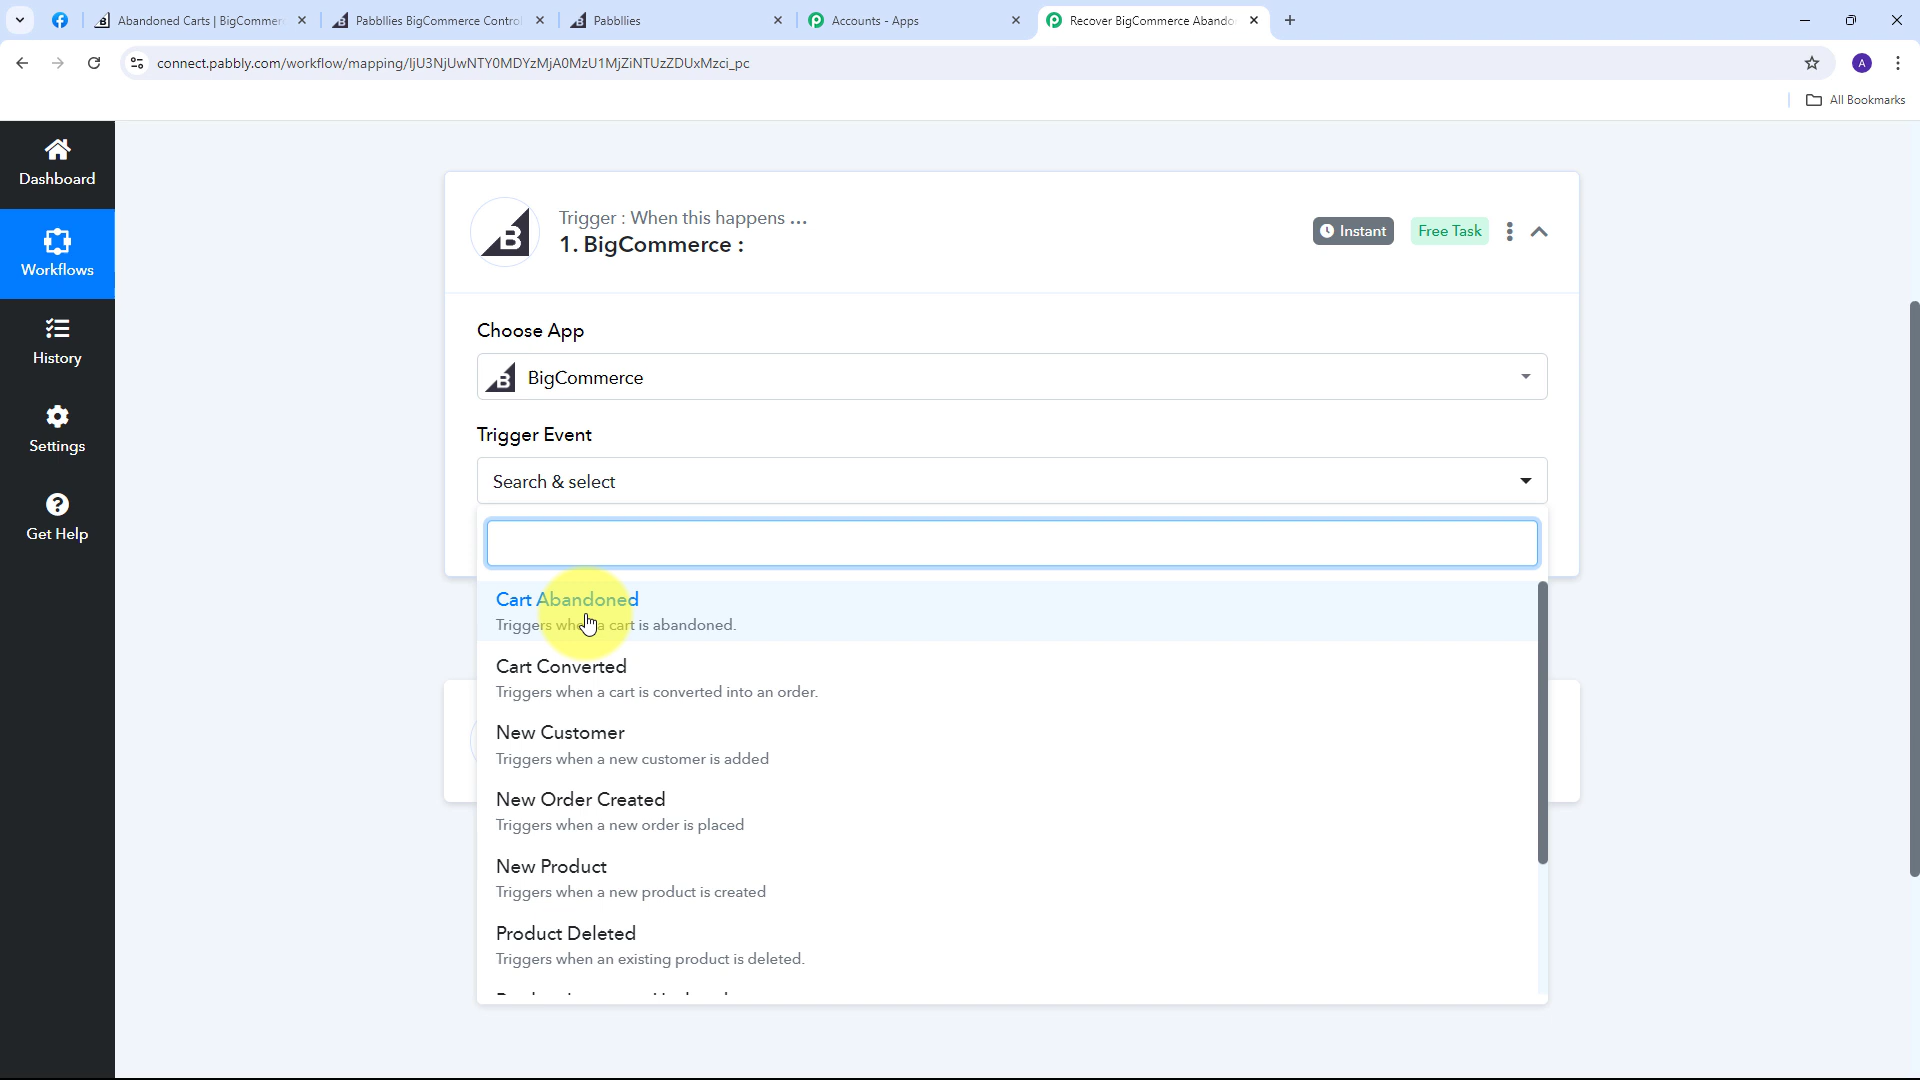 Abandoned Carts | BigCommer
Pabbllies BigCommerce Control
Pabbllies
Accounts - Apps
Recover BigCommerce Abando
connect.pabbly.com/workflow/mapping/IjU3NjUwNTY0MDYzMjA0MzU1MjZiNTUzZDUxMzci_pc
A
All Bookmarks
Dashboard
Workflows
History
Settings
Get Help
Trigger : When this happens ...
1. BigCommerce :
Instant
Free Task
Choose App
BigCommerce
Trigger Event
Search & select
Cart Abandoned
Triggers when a cart is abandoned.
Cart Converted
Triggers when a cart is converted into an order.
New Customer
Triggers when a new customer is added
New Order Created
Triggers when a new order is placed
New Product
Triggers when a new product is created
Product Deleted
Triggers when an existing product is deleted.